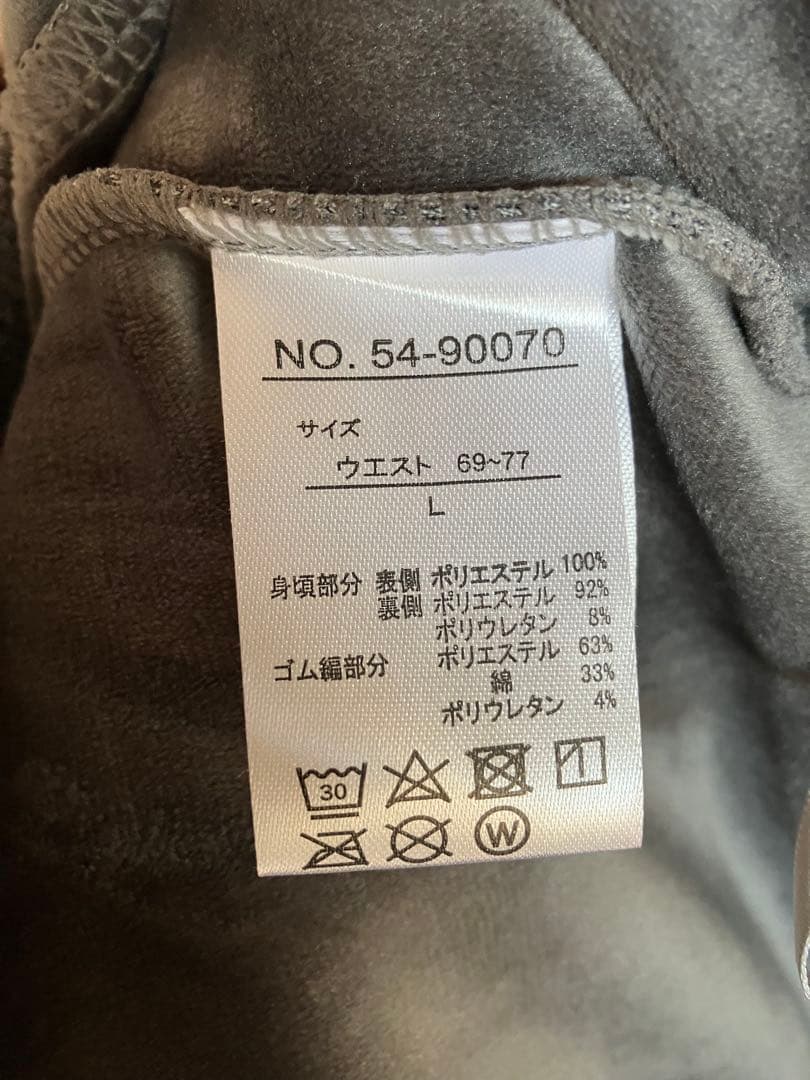 NO. 54-90070
サイズ
ウエスト 69~77
L
身頃部分 表側 ポリエステル 100%
裏側 ポリエステル 92%
ポリウレタン 8%
ゴム編部分 ポリエステル 63%
綿 33%
ポリウレタン 4%
30
W